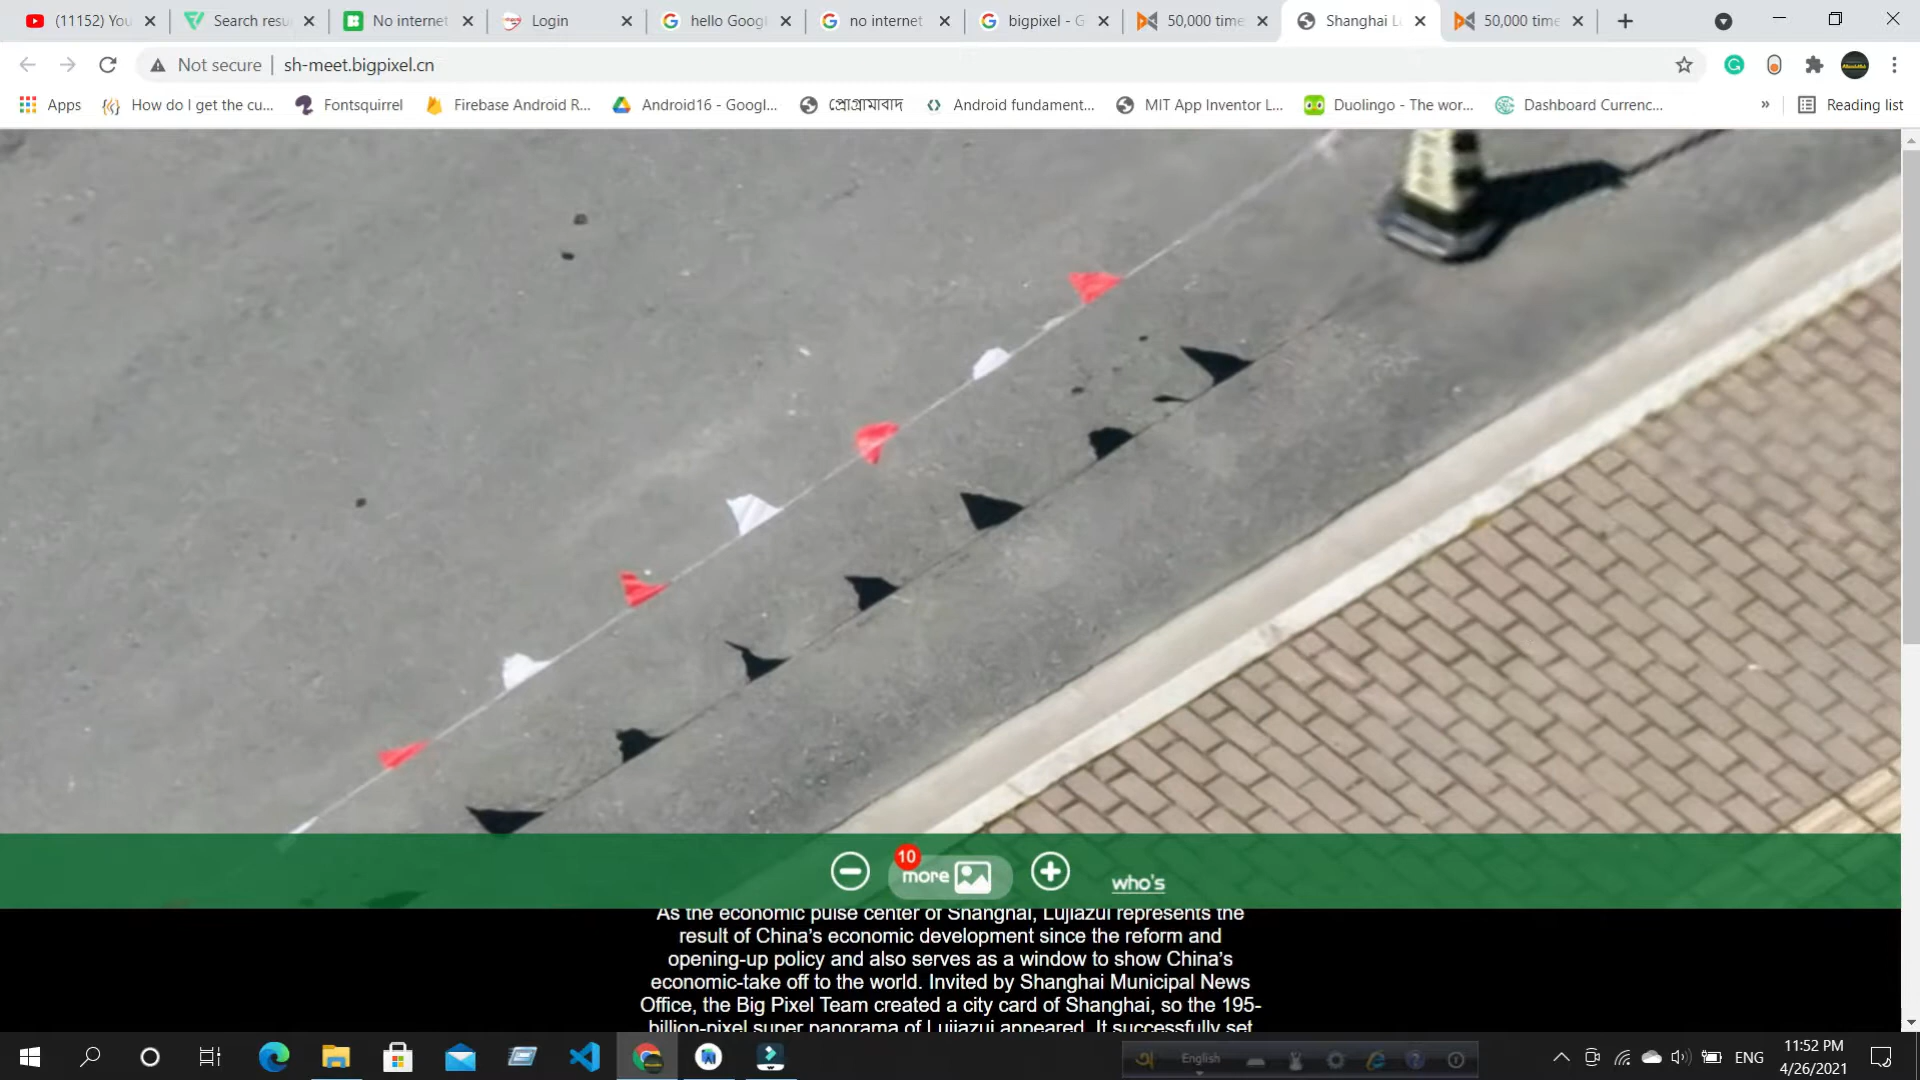 (11152) You
Search resu
No internet
Login
hello Googl
no internet
bigpixel - G
50,000 time
Shanghai L
50,000 time
Not secure
sh-meet.bigpixel.cn
Apps
How do I get the cu...
Fontsquirrel
Firebase Android R...
Android16 - Googl...
প্রোগ্রামাবাদ
Android fundament...
MIT App Inventor L...
Duolingo - The wor...
Dashboard Currenc...
»
Reading list
10
more
who's
As the economic pulse center of Shanghai, Lujiazui represents the
result of China's economic development since the reform and
opening-up policy and also serves as a window to show China's
economic-take off to the world. Invited by Shanghai Municipal News
Office, the Big Pixel Team created a city card of Shanghai, so the 195-
billion-pixel super panorama of Lujiazui appeared. It successfully set
English
ENG
11:52 PM
4/26/2021